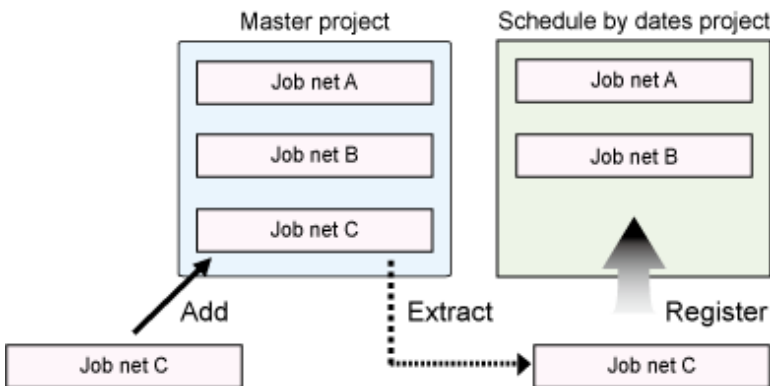 Master project
Schedule by dates project
Job net A
Job net A
Job net B
Job net B
Job net C
Add
Extract
Register
Job net C
Job net C